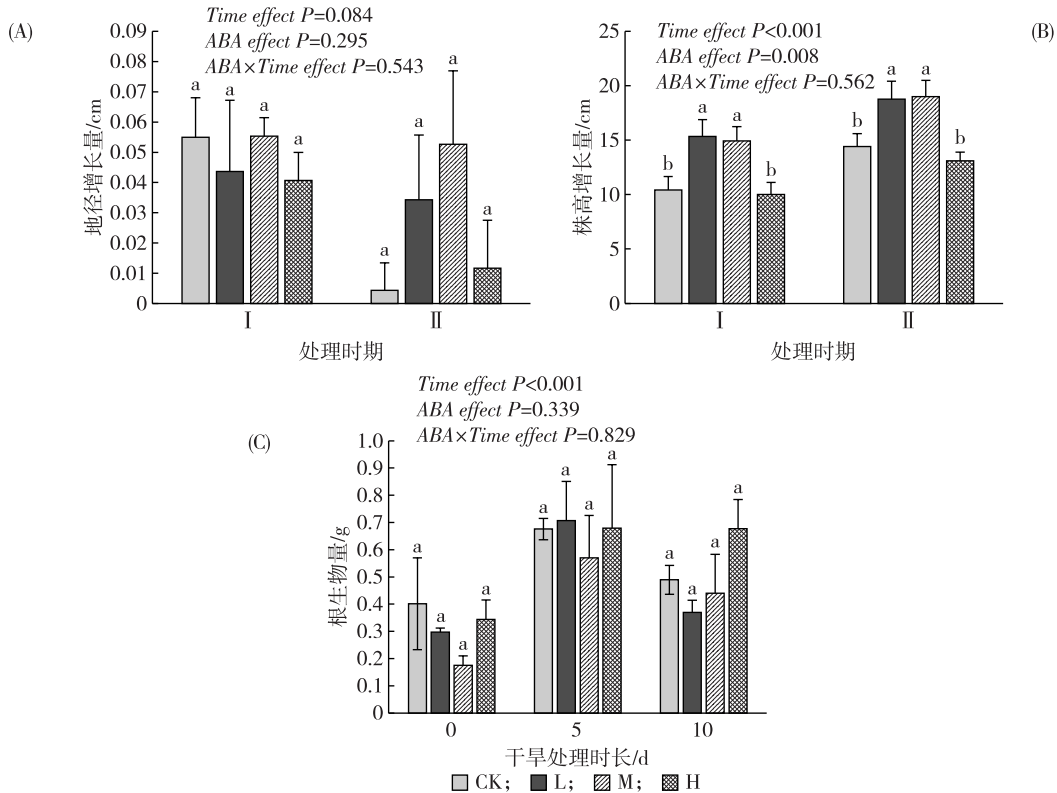 (A)
Time effect P=0.084
ABA effect P=0.295
ABA×Time effect P=0.543
地径增长量/cm
0.09
0.08
0.07
0.06
0.05
0.04
0.03
0.02
0.01
0
a a a a
a a a a
Ⅰ Ⅱ
处理时期
(B)
Time effect P<0.001
ABA effect P=0.008
ABA×Time effect P=0.562
株高增长量/cm
25
20
15
10
5
0
b a a b
b a a b
Ⅰ Ⅱ
处理时期
(C)
Time effect P<0.001
ABA effect P=0.339
ABA×Time effect P=0.829
根生物量/g
1.0
0.9
0.8
0.7
0.6
0.5
0.4
0.3
0.2
0.1
0
a a a a
a a a a
a a a a
0 5 10
干旱处理时长/d
CK; L; M; H